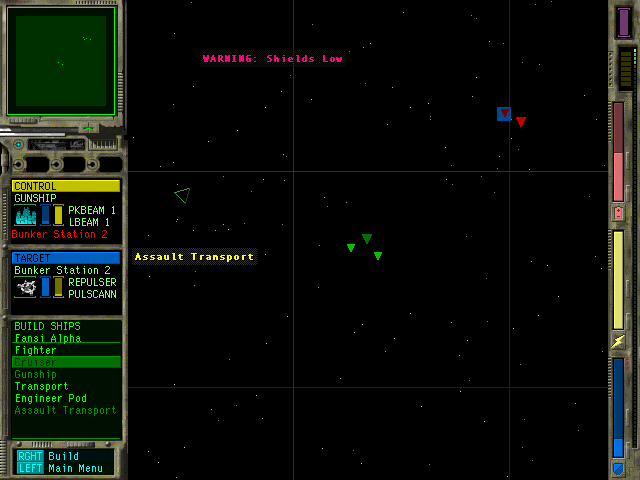 WARNING: Shields Low
CONTROL
GUNSHIP
PKBEAM 1
LBEAM 1
Bunker Station 2
Assault Transport
TARGET
Bunker Station 2
REPULSER
PULSCANN
BUILD SHIPS
Fansi Alpha
Fighter
Cruiser
Gunship
Transport
Engineer Pod
Assault Transport
RGHT Build
LEFT Main Menu